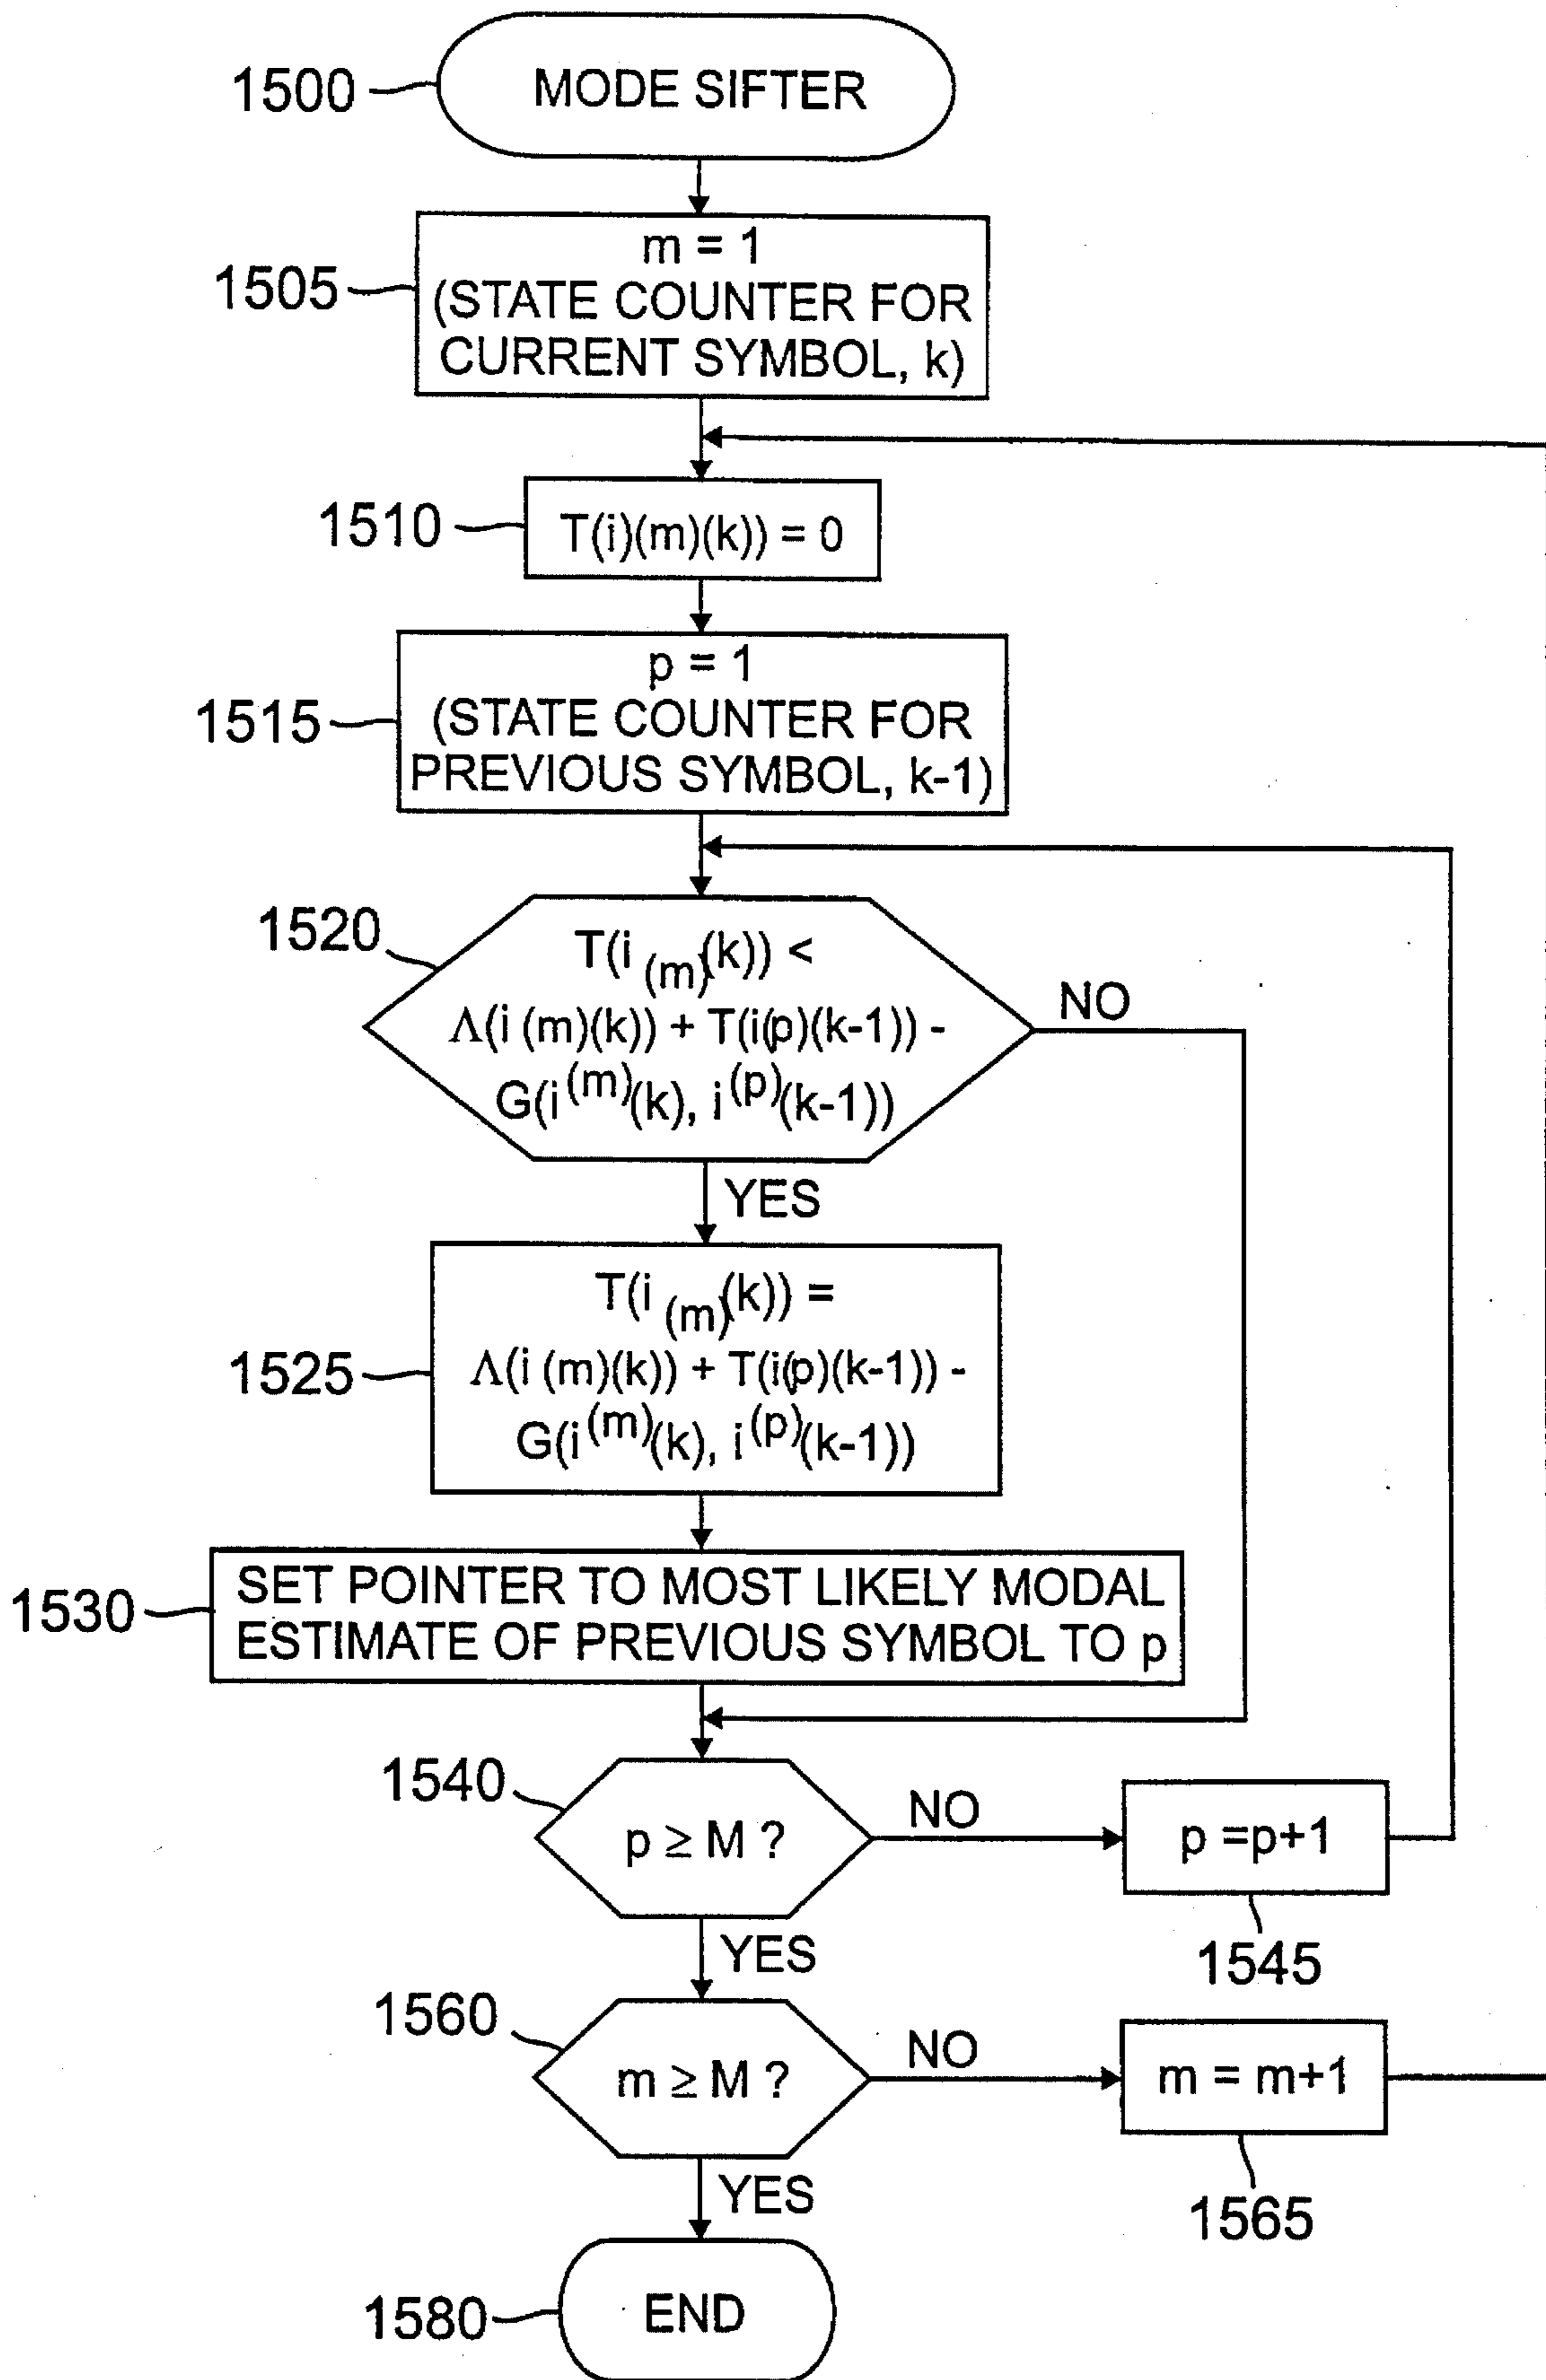 1500
MODE SIFTER
1505
m = 1
(STATE COUNTER FOR
CURRENT SYMBOL, k)
1510
T(i)(m)(k)) = 0
1515
p = 1
(STATE COUNTER FOR
PREVIOUS SYMBOL, k-1)
1520
T(i (m)(k)) <
Λ(i (m)(k)) + T(i(p)(k-1)) -
G(i(m)(k), i(p)(k-1))
NO
YES
1525
T(i (m)(k)) =
Λ(i (m)(k)) + T(i(p)(k-1)) -
G(i(m)(k), i(p)(k-1))
1530
SET POINTER TO MOST LIKELY MODAL
ESTIMATE OF PREVIOUS SYMBOL TO p
1540
p ≥ M ?
NO
p =p+1
1545
YES
1560
m ≥ M ?
NO
m = m+1
1565
YES
1580
END